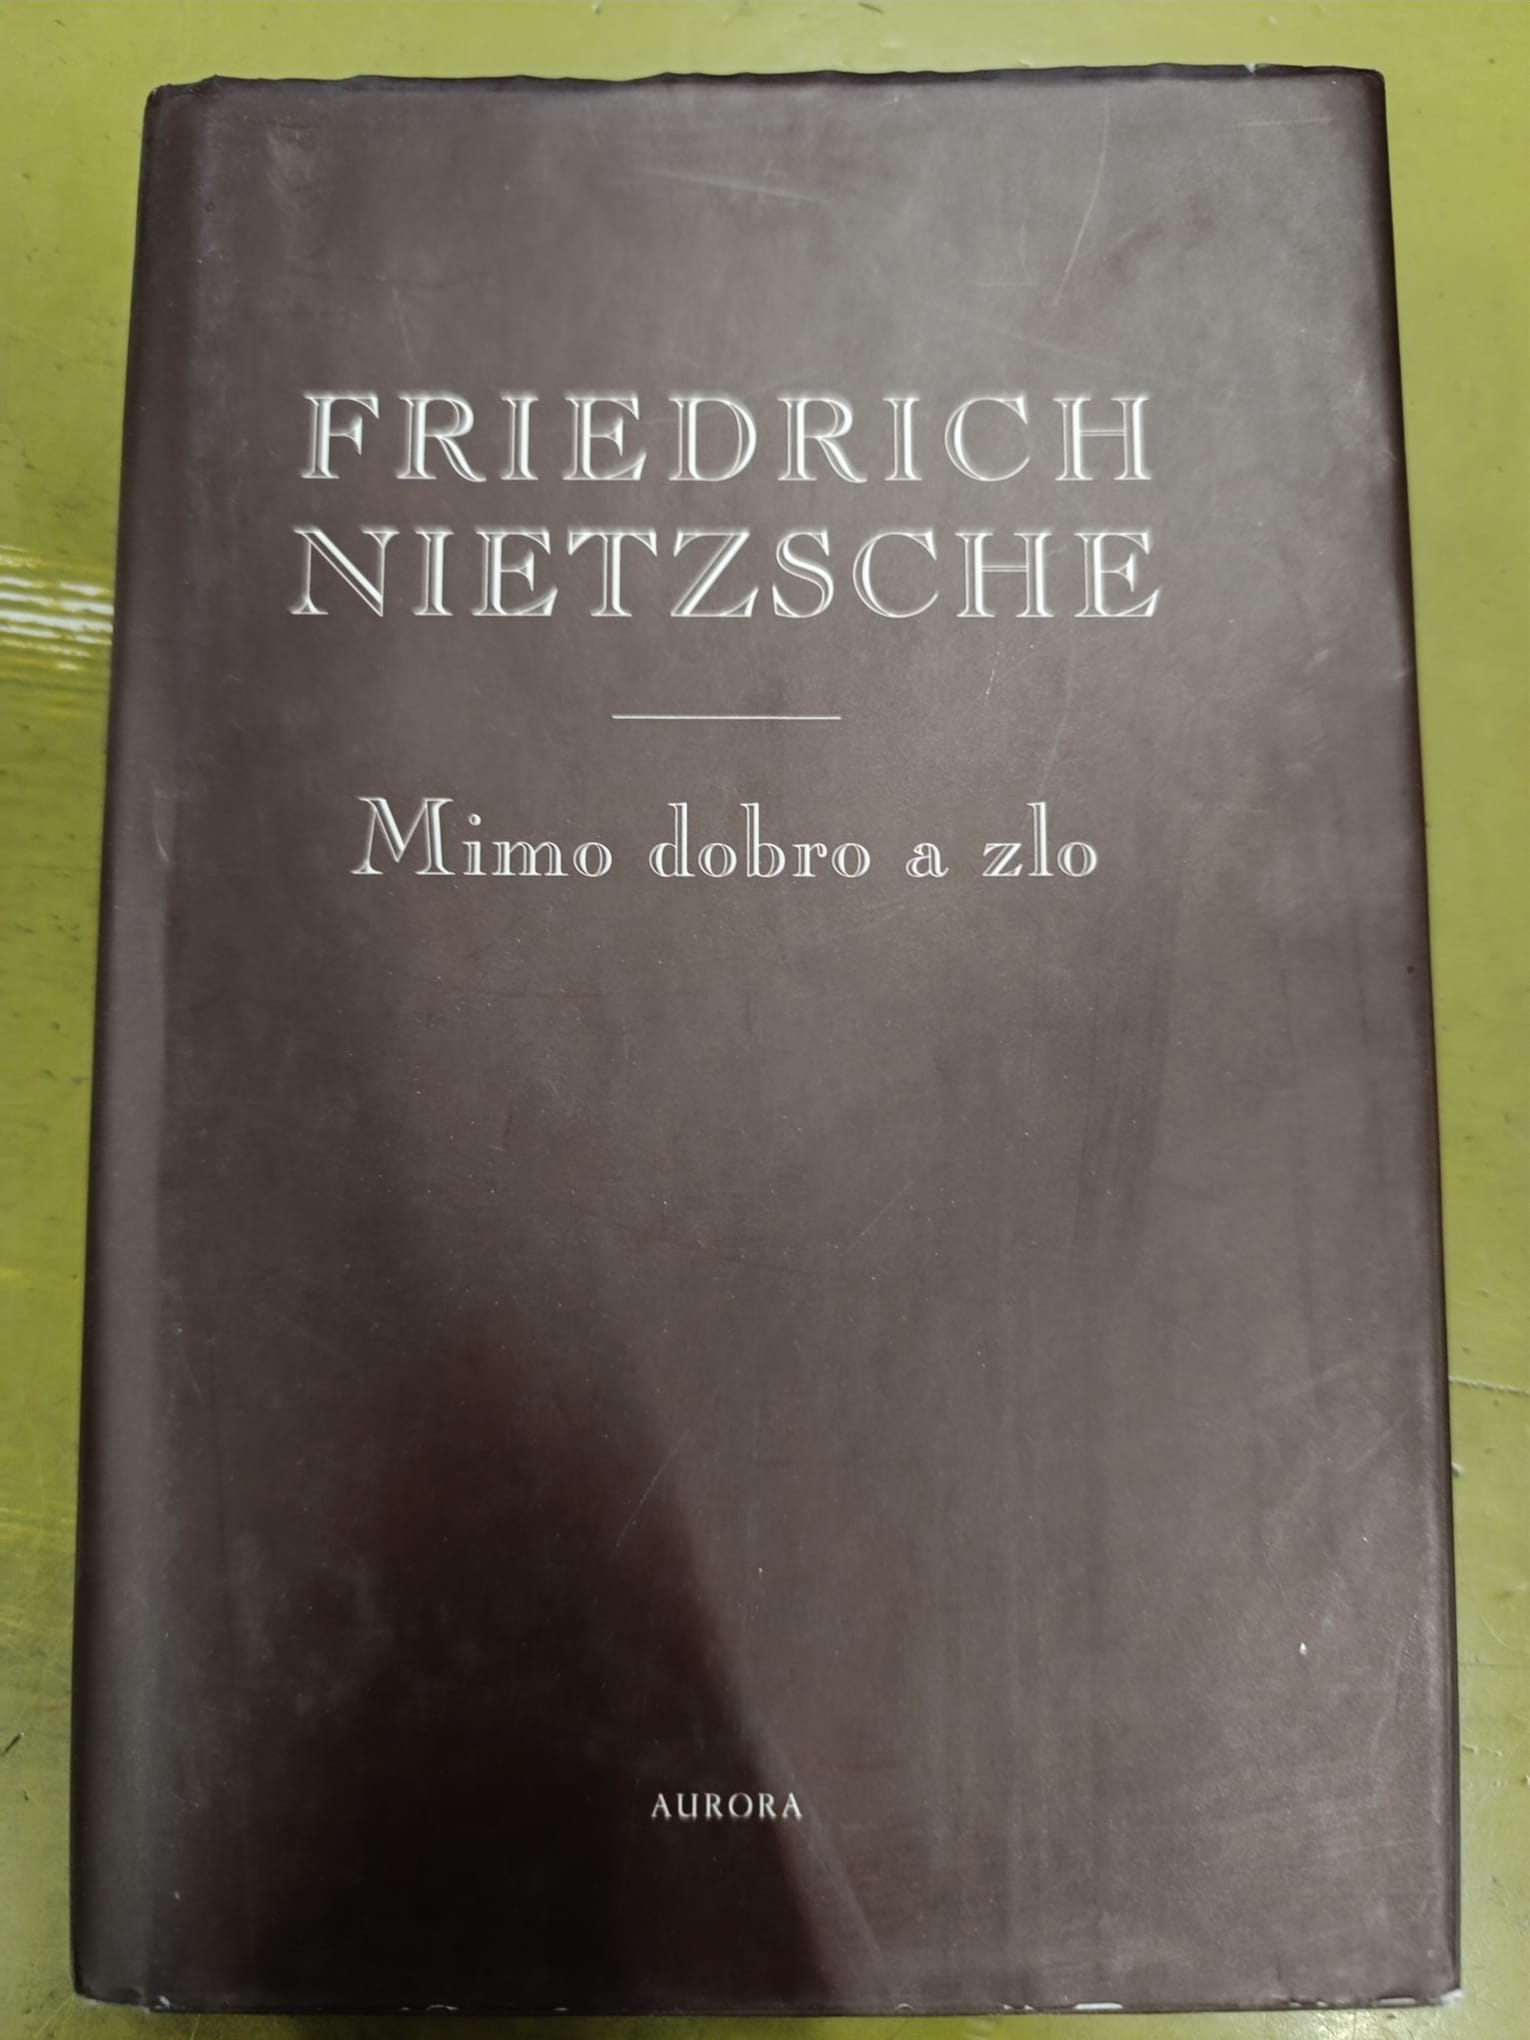 FRIEDRICH
NIETZSCHE
Mimo dobro a zlo
AURORA